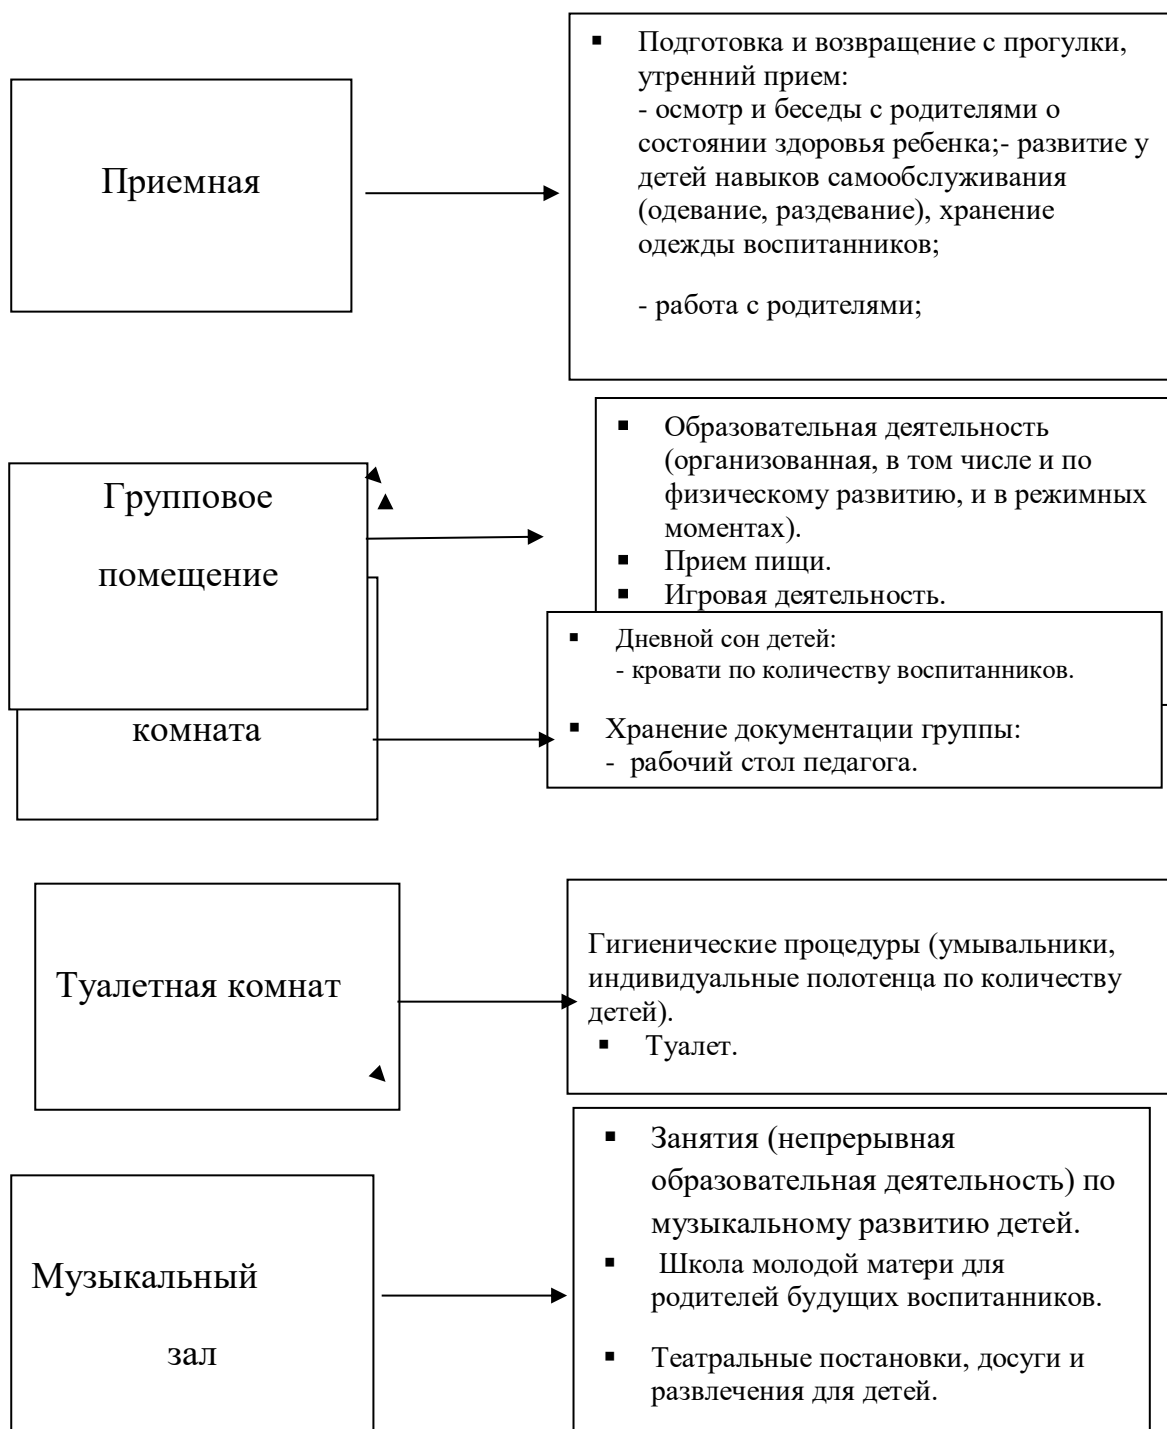 Приемная
▪ Подготовка и возвращение с прогулки,
утренний прием:
- осмотр и беседы с родителями о
состоянии здоровья ребенка;- развитие у
детей навыков самообслуживания
(одевание, раздевание), хранение
одежды воспитанников;
- работа с родителями;
Групповое
помещение
▪ Образовательная деятельность
(организованная, в том числе и по
физическому развитию, и в режимных
моментах).
▪ Прием пищи.
▪ Игровая деятельность.
комната
▪ Дневной сон детей:
- кровати по количеству воспитанников.
▪ Хранение документации группы:
- рабочий стол педагога.
Туалетная комнат
Гигиенические процедуры (умывальники,
индивидуальные полотенца по количеству
детей).
▪ Туалет.
Музыкальный
зал
▪ Занятия (непрерывная
образовательная деятельность) по
музыкальному развитию детей.
▪ Школа молодой матери для
родителей будущих воспитанников.
▪ Театральные постановки, досуги и
развлечения для детей.